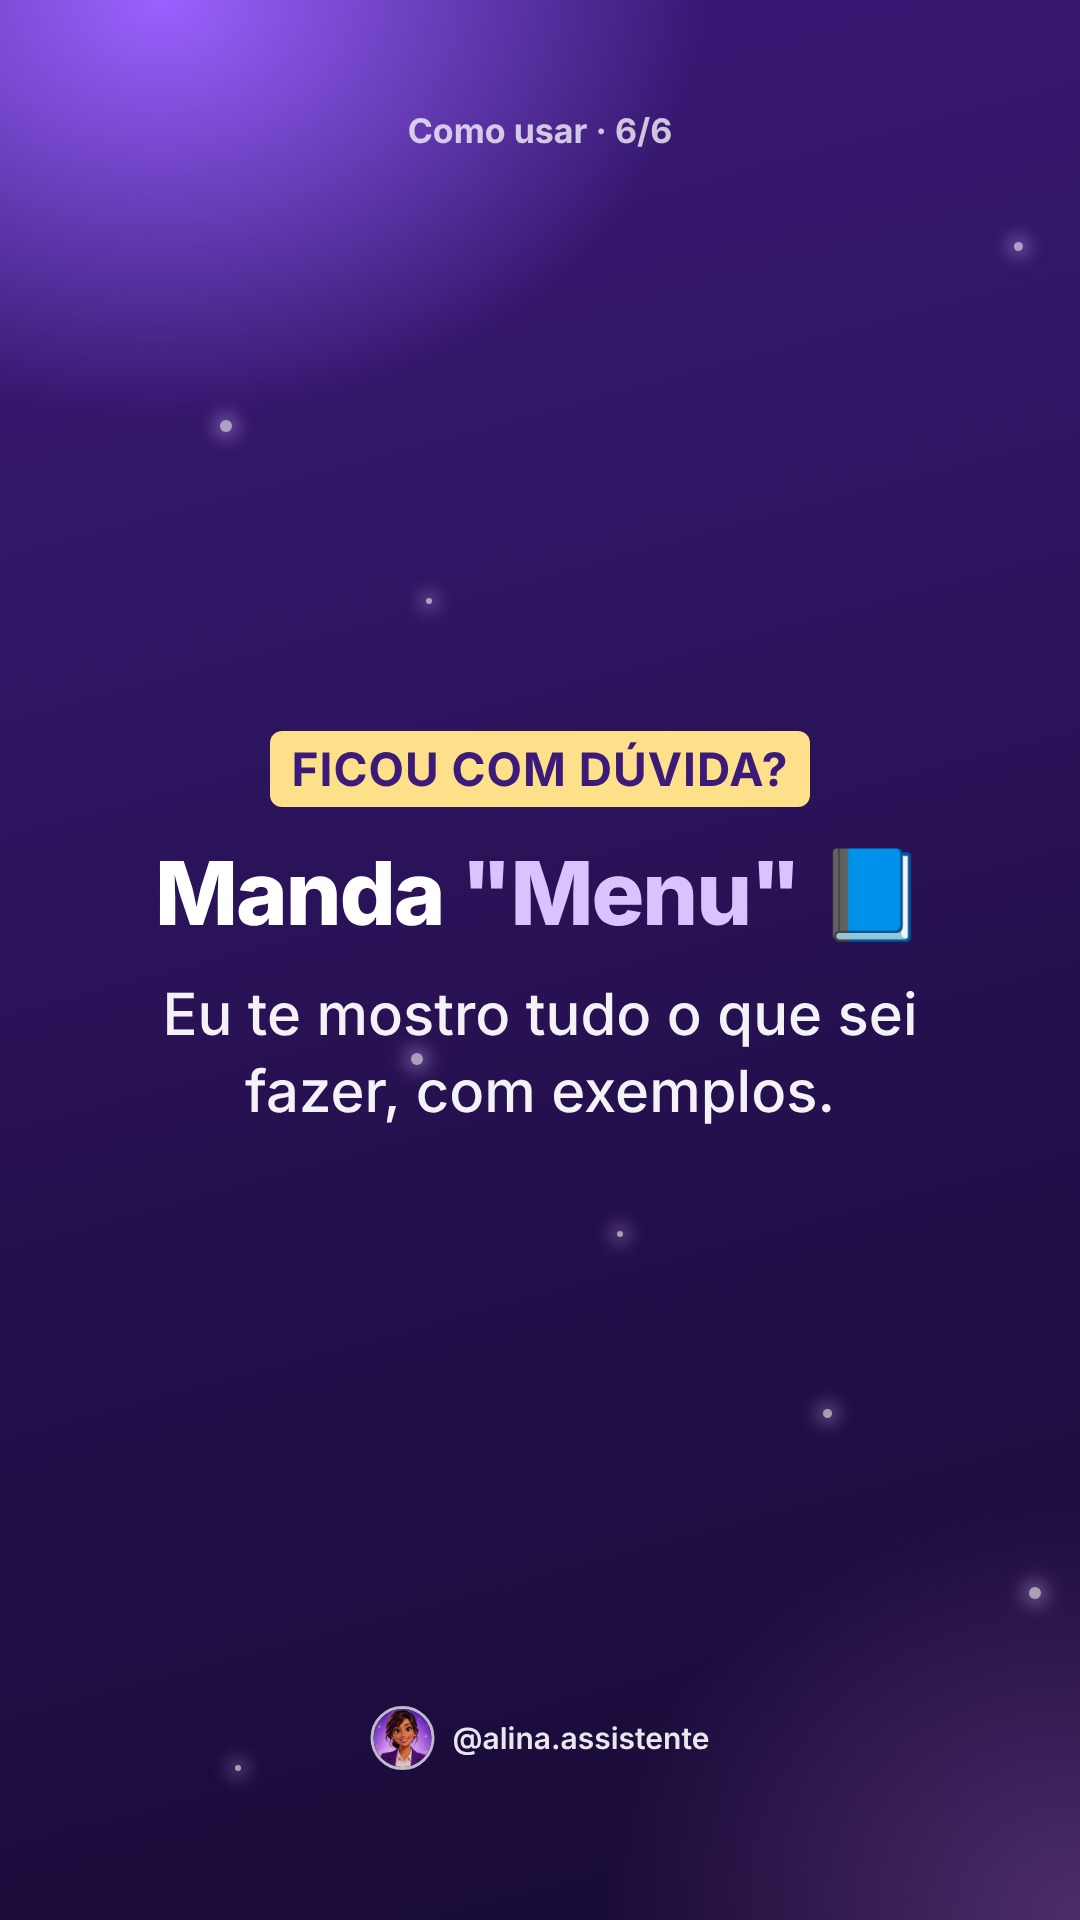 Como usar · 6/6
FICOU COM DÚVIDA?
Manda "Menu" 📘
Eu te mostro tudo o que sei
fazer, com exemplos.
@alina.assistente